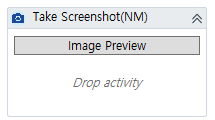 Take Screenshot(NM)
Image Preview
Drop activity